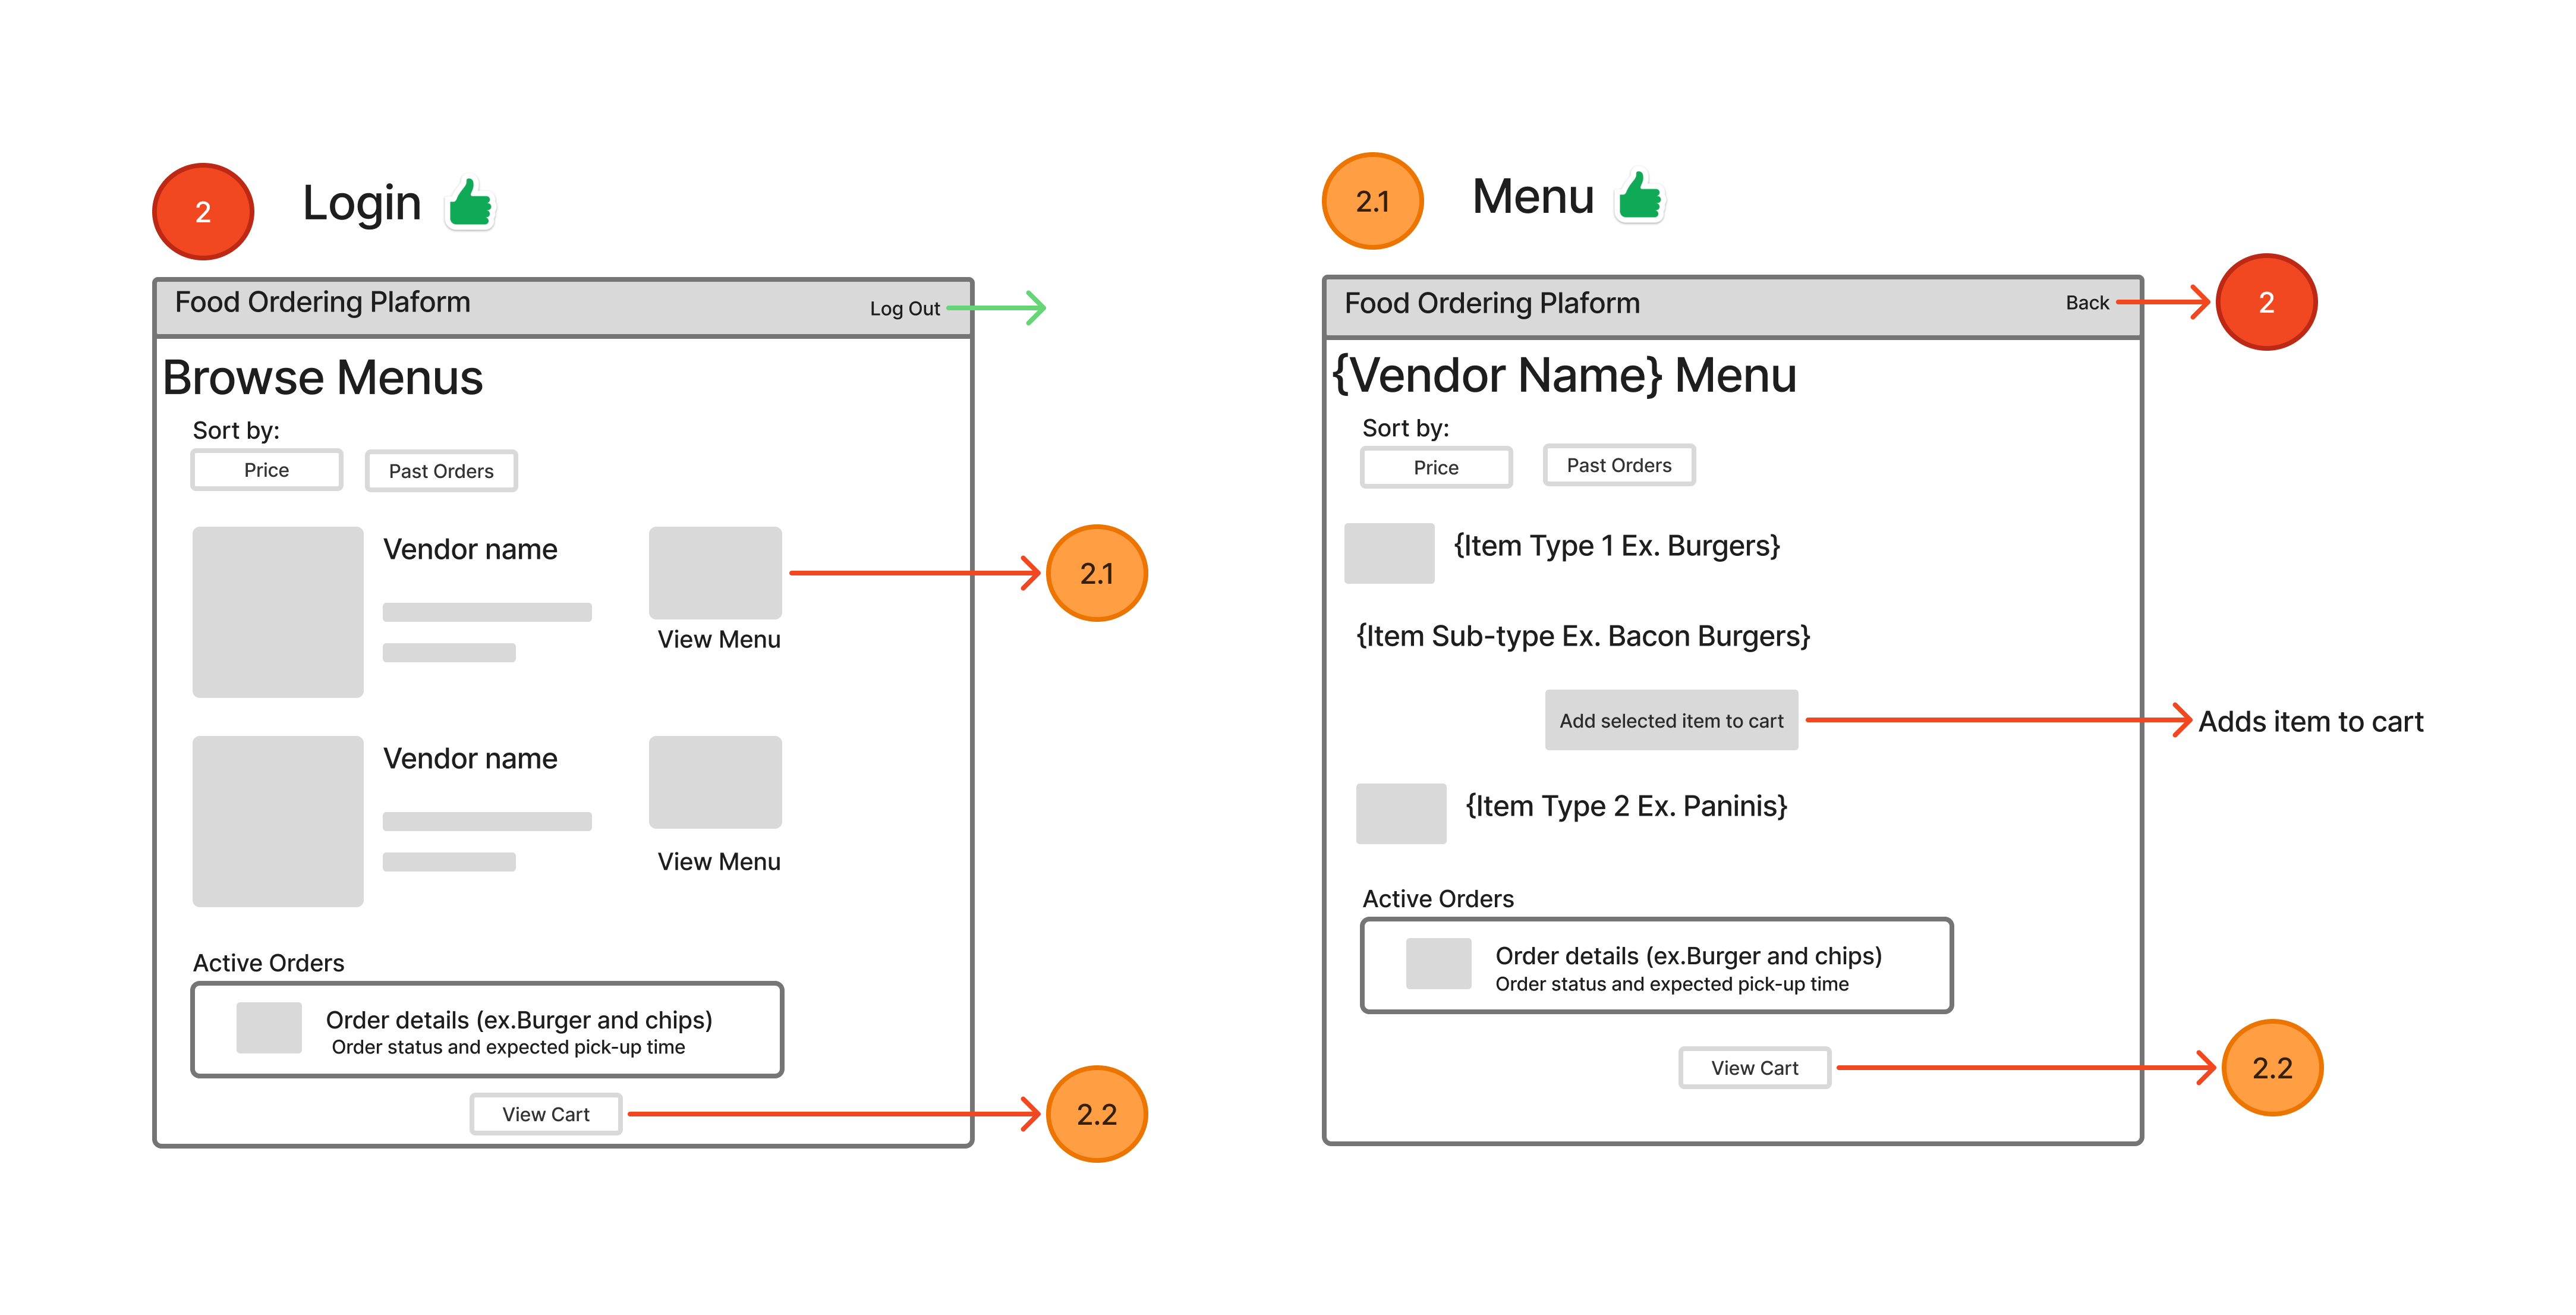 2
Login
Food Ordering Plaform
Log Out
Browse Menus
Sort by:
Price
Past Orders
Vendor name
View Menu
2.1
Vendor name
View Menu
Active Orders
Order details (ex.Burger and chips)
Order status and expected pick-up time
View Cart
2.2
2.1
Menu
Food Ordering Plaform
Back
2
{Vendor Name} Menu
Sort by:
Price
Past Orders
{Item Type 1 Ex. Burgers}
{Item Sub-type Ex. Bacon Burgers}
Add selected item to cart
Adds item to cart
{Item Type 2 Ex. Paninis}
Active Orders
Order details (ex.Burger and chips)
Order status and expected pick-up time
View Cart
2.2